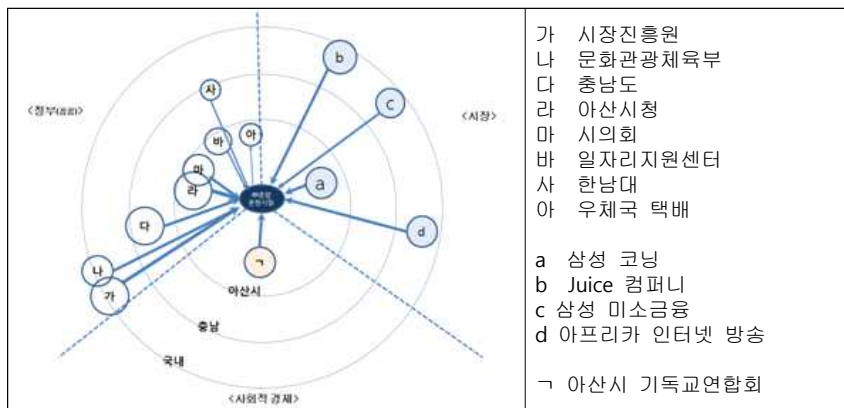 <정부(공공)>
<시장>
<사회적 경제>
b
사
c
바
아
마
라
a
다
d
나
ㄱ
가
온양시장
아산시
충남
국내
가 시장진흥원
나 문화관광체육부
다 충남도
라 아산시청
마 시의회
바 일자리지원센터
사 한남대
아 우체국 택배
a 삼성 코닝
b Juice 컴퍼니
c 삼성 미소금융
d 아프리카 인터넷 방송
ㄱ 아산시 기독교연합회